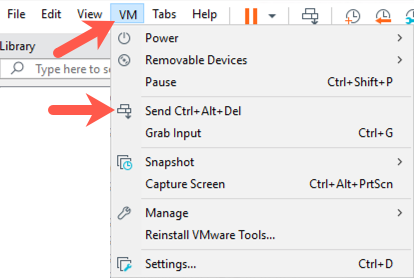 File Edit View VM Tabs Help
Library
Type here to se
Power
Removable Devices
Pause Ctrl+Shift+P
Send Ctrl+Alt+Del
Grab Input Ctrl+G
Snapshot
Capture Screen Ctrl+Alt+PrtScn
Manage
Reinstall VMware Tools...
Settings... Ctrl+D